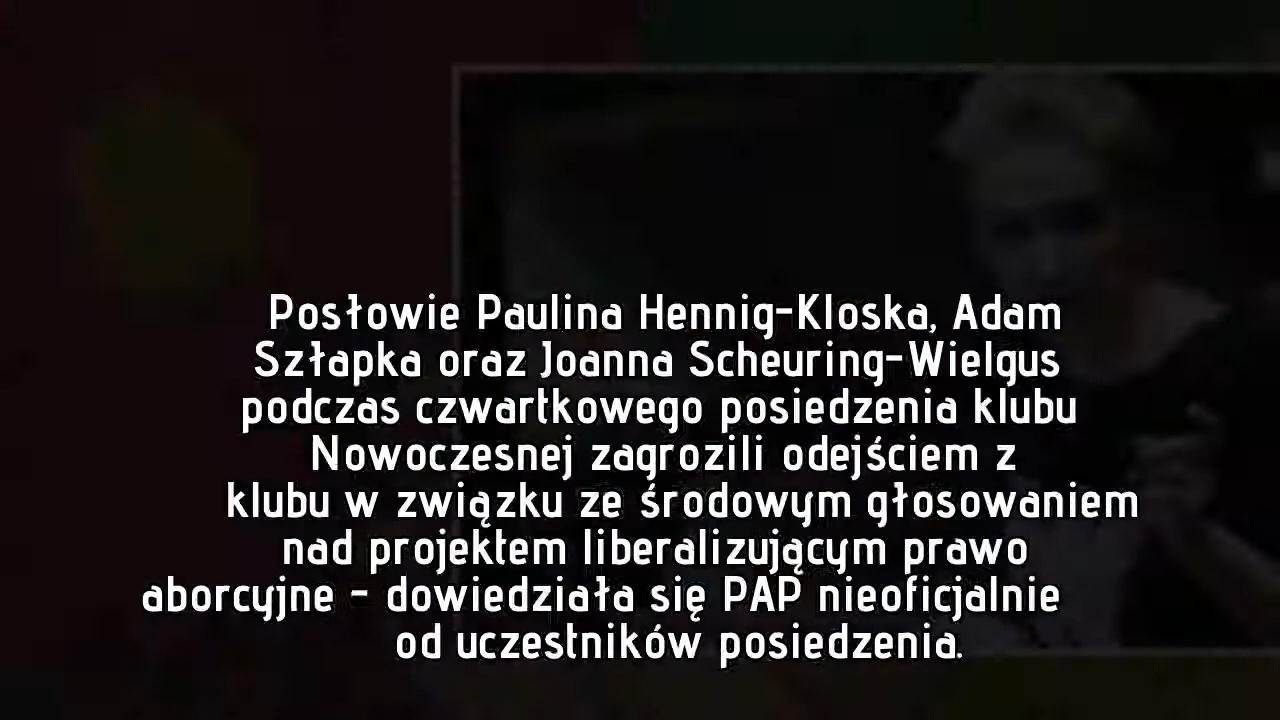 Posłowie Paulina Hennig-Kloska, Adam
Szłapka oraz Joanna Scheuring-Wielgus
podczas czwartkowego posiedzenia klubu
Nowoczesnej zagrozili odejściem z
klubu w związku ze środowym głosowaniem
nad projektem liberalizującym prawo
aborcyjne - dowiedziała się PAP nieoficjalnie
od uczestników posiedzenia.